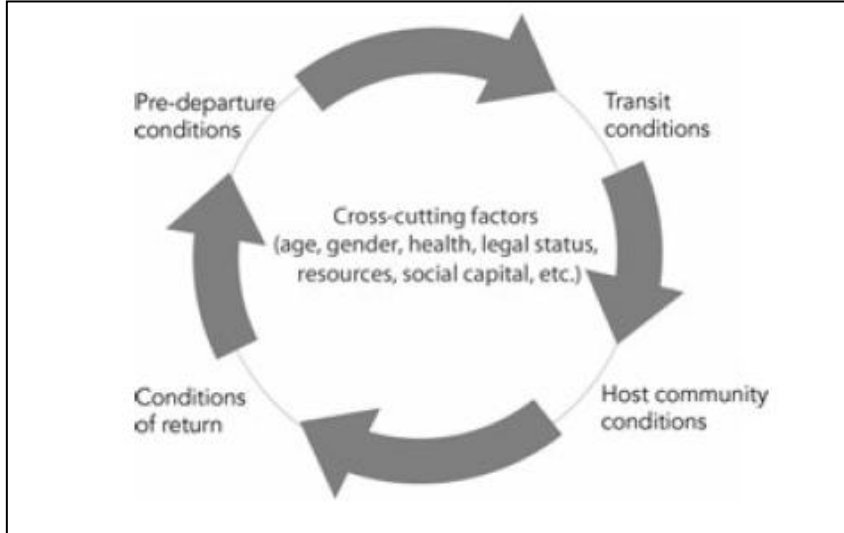 Pre-departure
conditions
Transit
conditions
Cross-cutting factors
(age, gender, health, legal status,
resources, social capital, etc.)
Conditions
of return
Host community
conditions